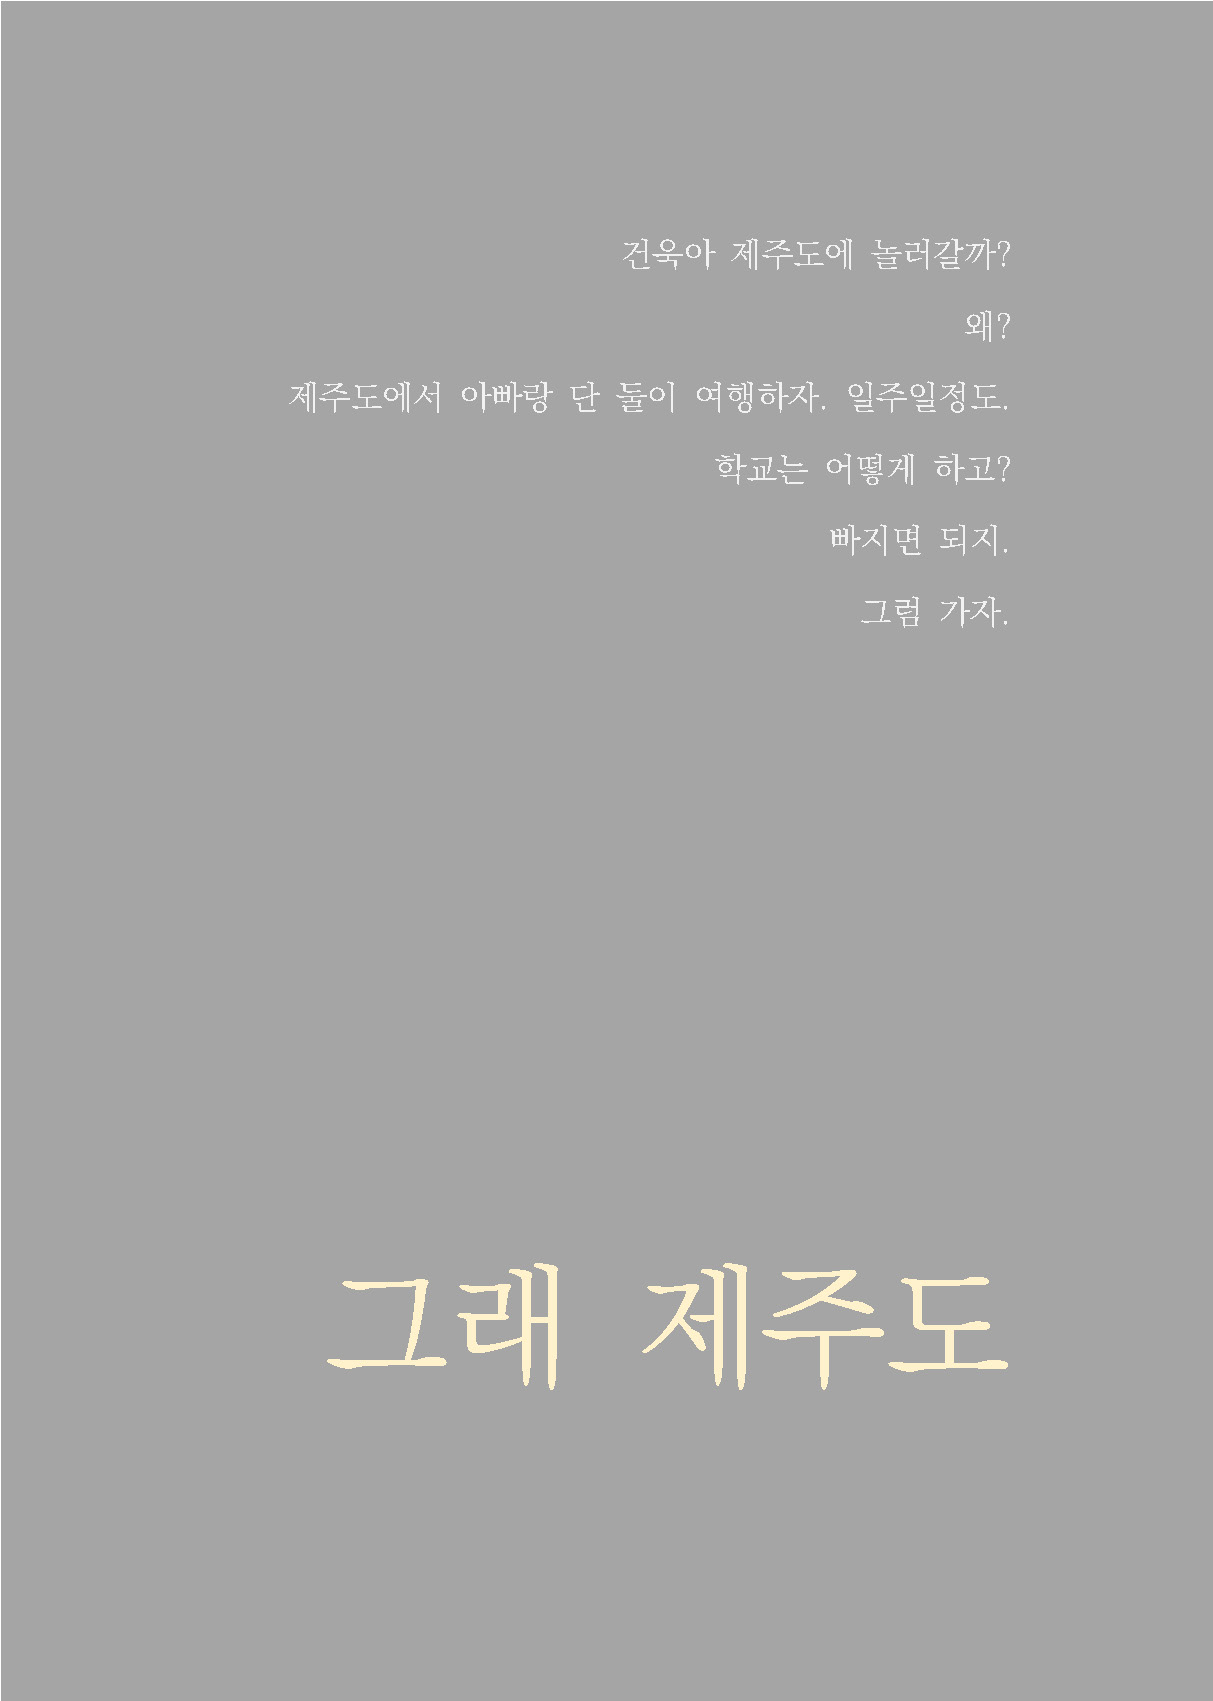 건욱아 제주도에 놀러갈까?
왜?
제주도에서 아빠랑 단 둘이 여행하자. 일주일정도.
학교는 어떻게 하고?
빠지면 되지.
그럼 가자.
그래 제주도